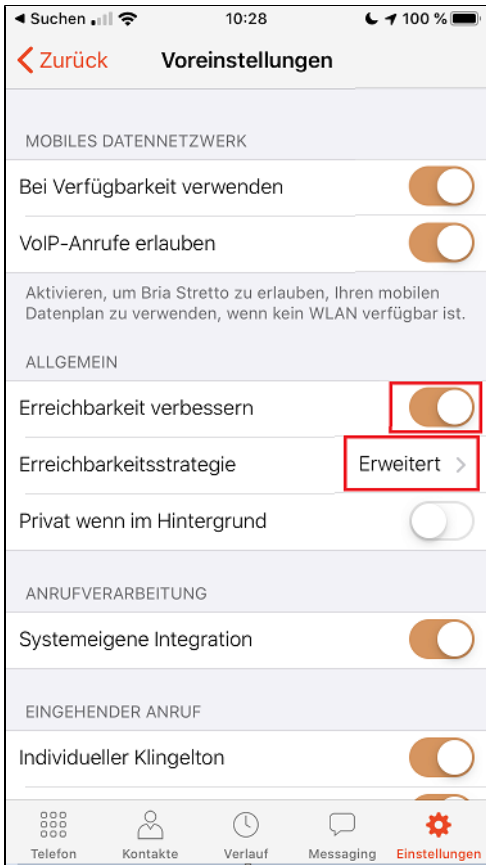 Suchen 10:28 100 %
Zurück Voreinstellungen
MOBILES DATENNETZWERK
Bei Verfügbarkeit verwenden
VoIP-Anrufe erlauben
Aktivieren, um Bria Stretto zu erlauben, Ihren mobilen
Datenplan zu verwenden, wenn kein WLAN verfügbar ist.
ALLGEMEIN
Erreichbarkeit verbessern
Erreichbarkeitsstrategie Erweitert
Privat wenn im Hintergrund
ANRUFVERARBEITUNG
Systemeigene Integration
EINGEHENDER ANRUF
Individueller Klingelton
Telefon Kontakte Verlauf Messaging Einstellungen